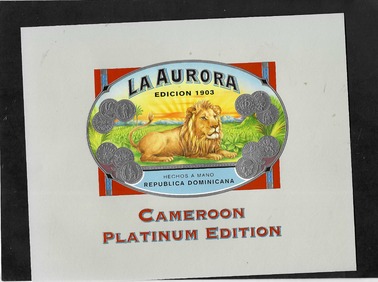 LA AURORA
EDICION 1903
HECHOS A MANO
REPUBLICA DOMINICANA
CAMEROON
PLATINUM EDITION